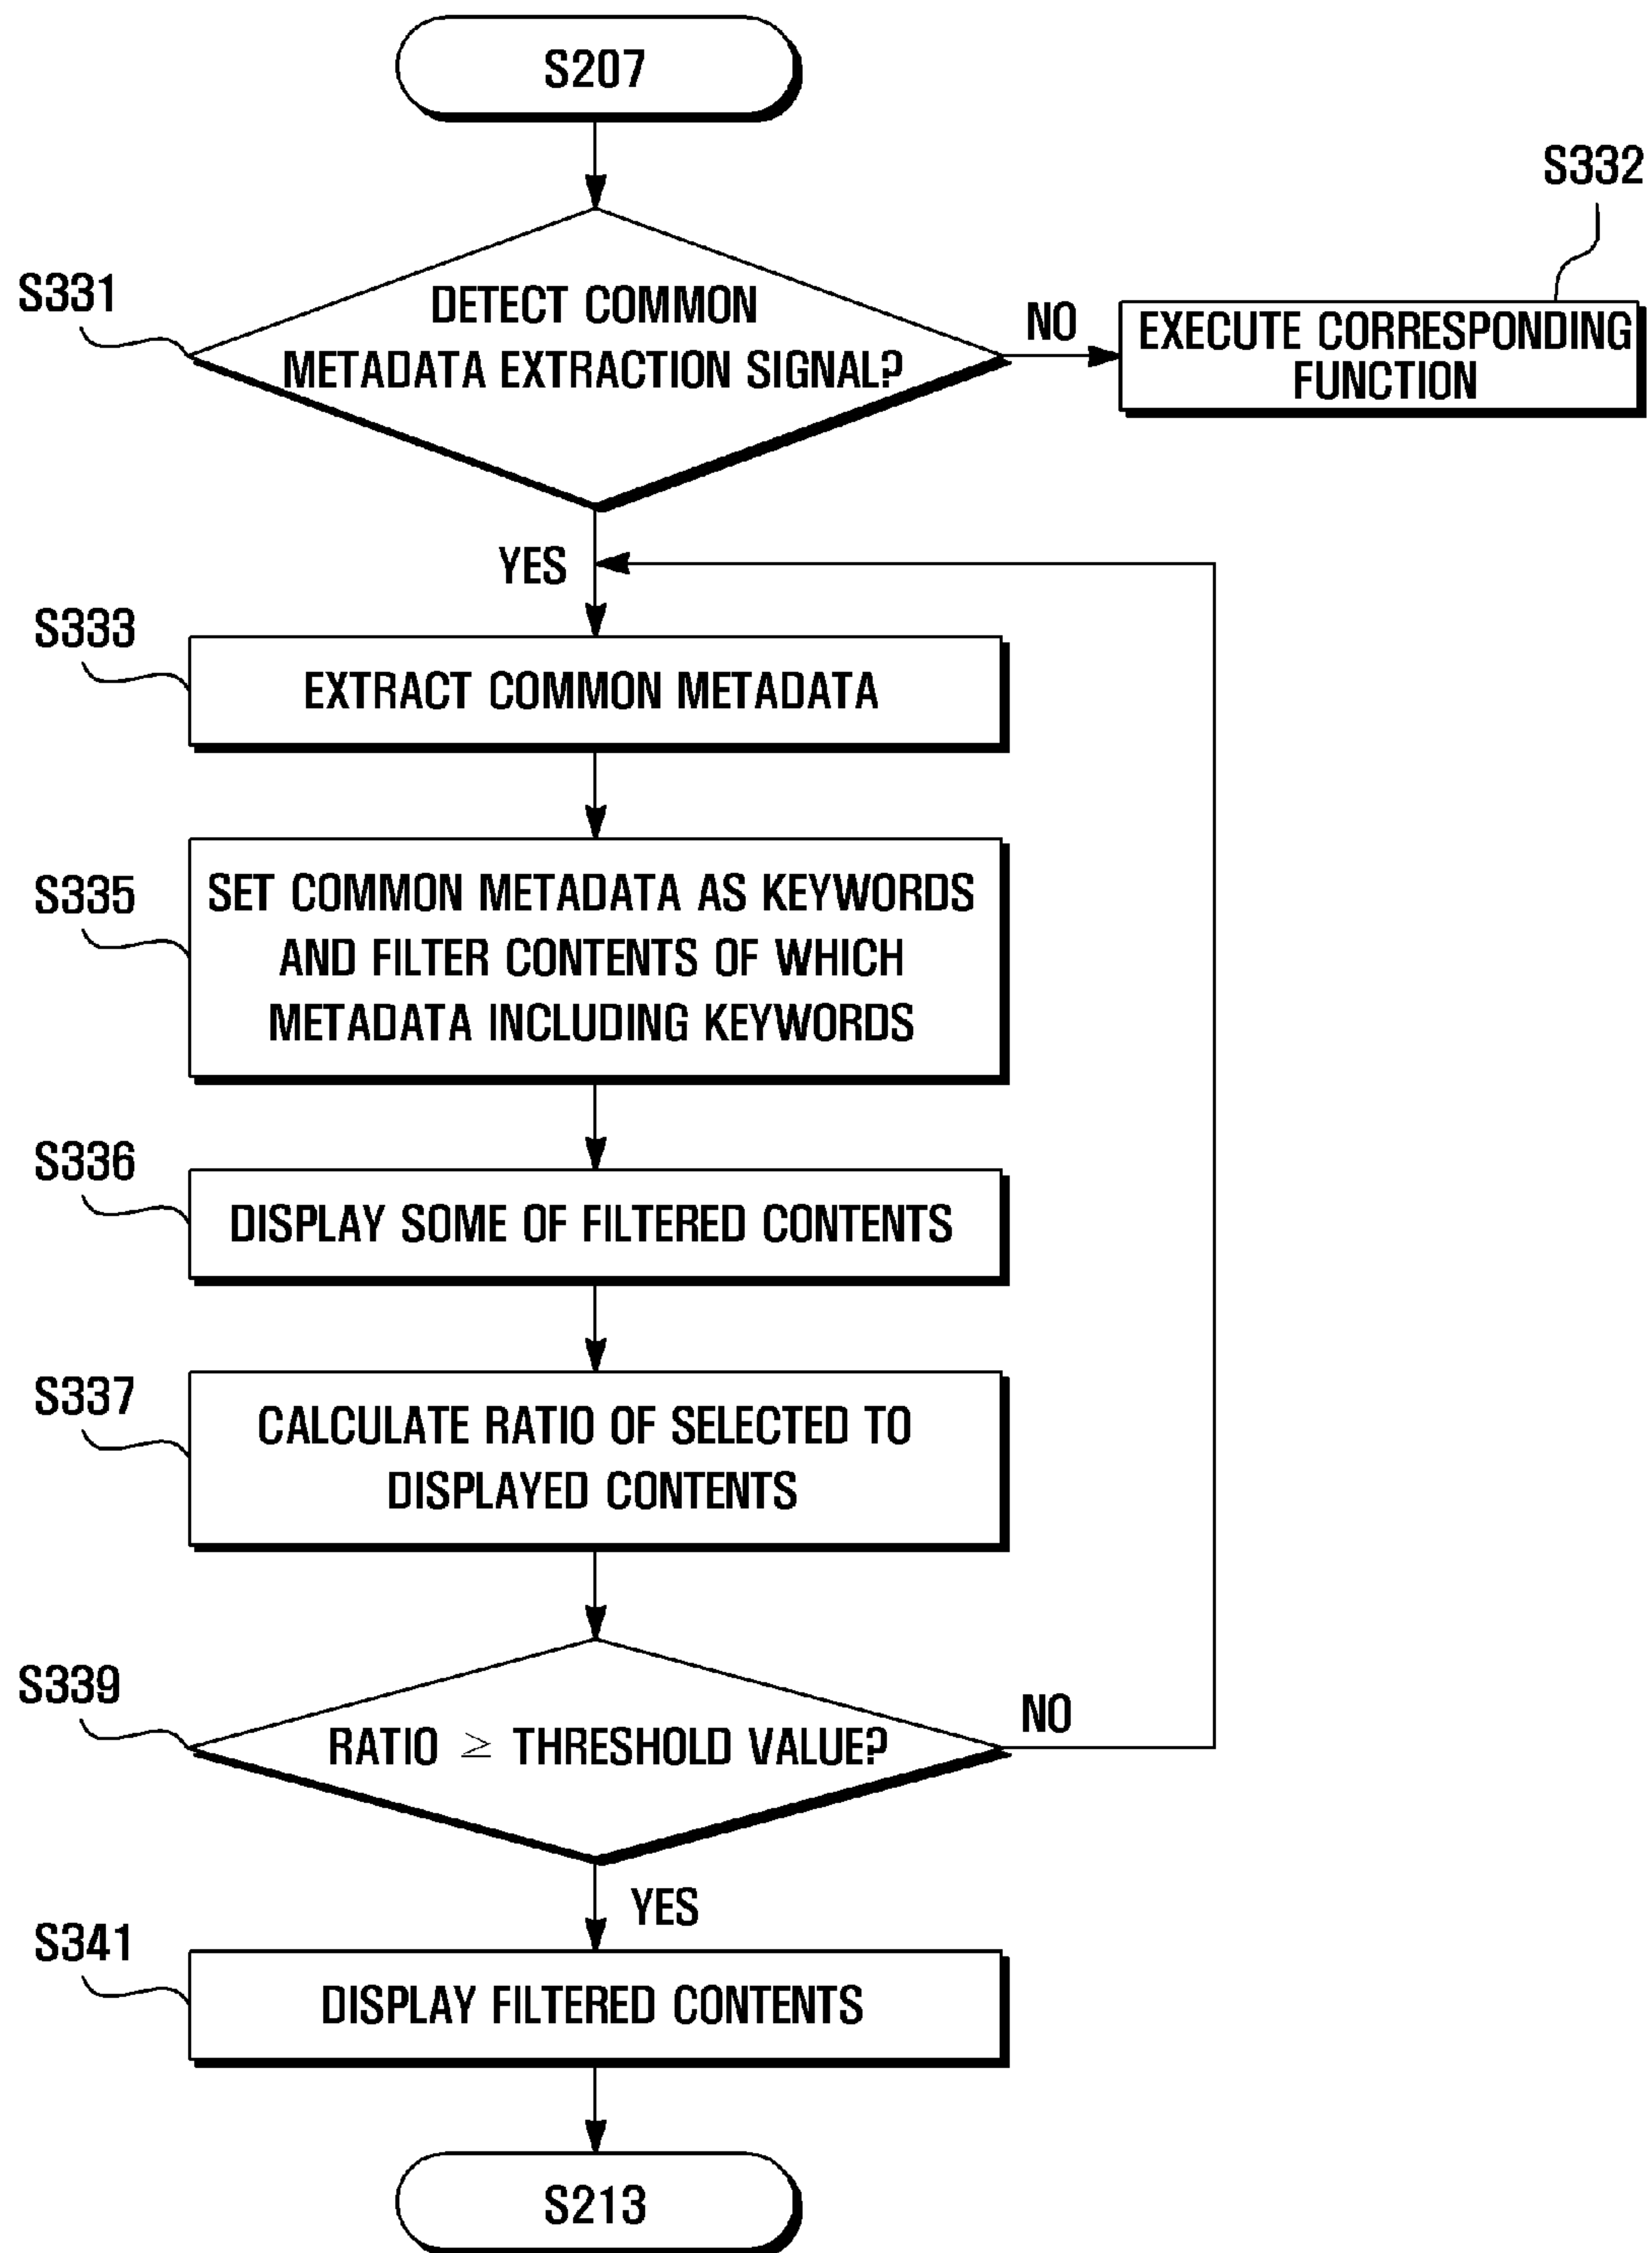 S207
S332
S331
DETECT COMMON
METADATA EXTRACTION SIGNAL?
NO
EXECUTE CORRESPONDING
FUNCTION
YES
S333
EXTRACT COMMON METADATA
S335
SET COMMON METADATA AS KEYWORDS
AND FILTER CONTENTS OF WHICH
METADATA INCLUDING KEYWORDS
S336
DISPLAY SOME OF FILTERED CONTENTS
S337
CALCULATE RATIO OF SELECTED TO
DISPLAYED CONTENTS
S339
RATIO ≥ THRESHOLD VALUE?
NO
YES
S341
DISPLAY FILTERED CONTENTS
S213